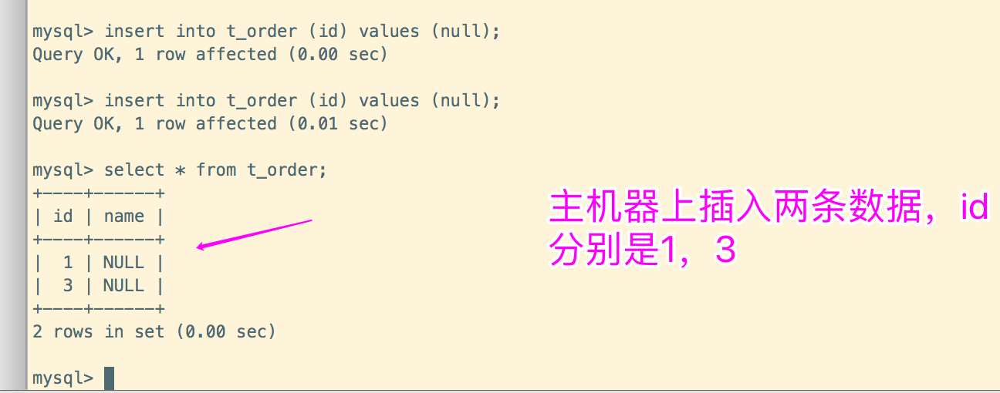 mysql> insert into t_order (id) values (null);
Query OK, 1 row affected (0.00 sec)
mysql> insert into t_order (id) values (null);
Query OK, 1 row affected (0.01 sec)
mysql> select * from t_order;
+----+------+
| id | name |
+----+------+
| 1 | NULL |
| 3 | NULL |
+----+------+
2 rows in set (0.00 sec)
mysql>
主机器上插入两条数据，id
分别是1，3